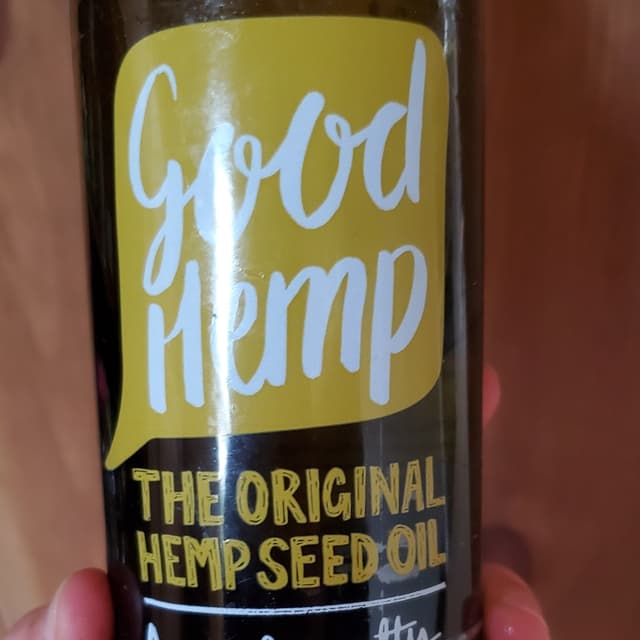 Good
Hemp
THE ORIGINAL
HEMP SEED OIL